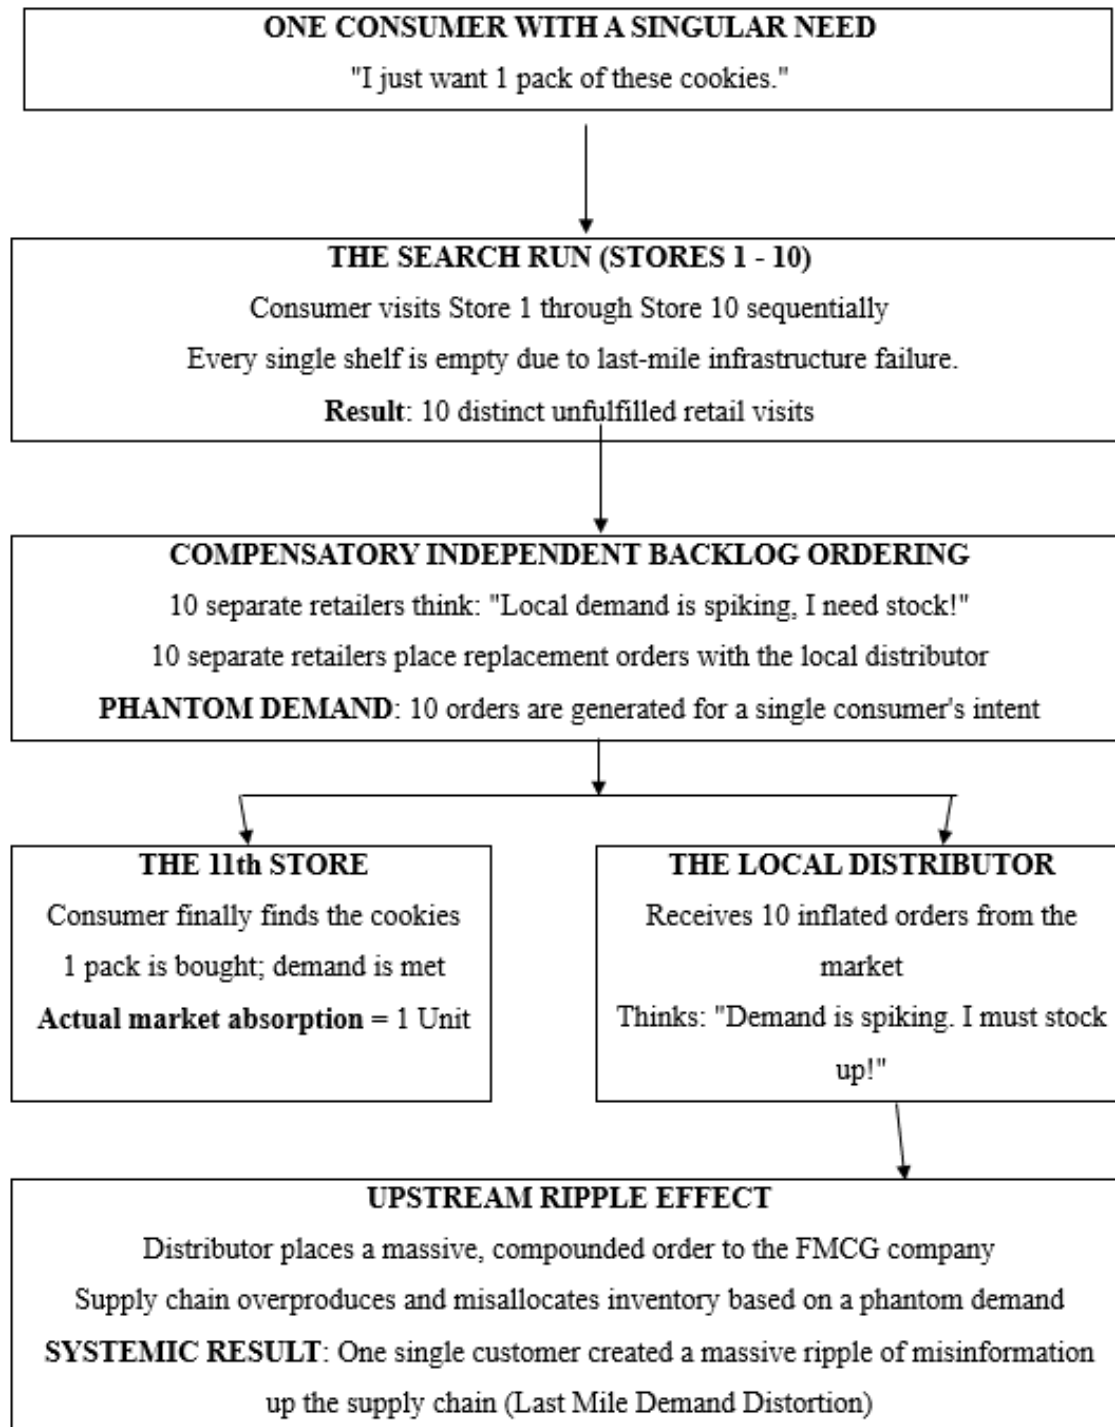 ONE CONSUMER WITH A SINGULAR NEED
"I just want 1 pack of these cookies."
THE SEARCH RUN (STORES 1 - 10)
Consumer visits Store 1 through Store 10 sequentially
Every single shelf is empty due to last-mile infrastructure failure.
Result: 10 distinct unfulfilled retail visits
COMPENSATORY INDEPENDENT BACKLOG ORDERING
10 separate retailers think: "Local demand is spiking, I need stock!"
10 separate retailers place replacement orders with the local distributor
PHANTOM DEMAND: 10 orders are generated for a single consumer's intent
THE 11th STORE
Consumer finally finds the cookies
1 pack is bought; demand is met
Actual market absorption = 1 Unit
THE LOCAL DISTRIBUTOR
Receives 10 inflated orders from the
market
Thinks: "Demand is spiking. I must stock
up!"
UPSTREAM RIPPLE EFFECT
Distributor places a massive, compounded order to the FMCG company
Supply chain overproduces and misallocates inventory based on a phantom demand
SYSTEMIC RESULT: One single customer created a massive ripple of misinformation
up the supply chain (Last Mile Demand Distortion)